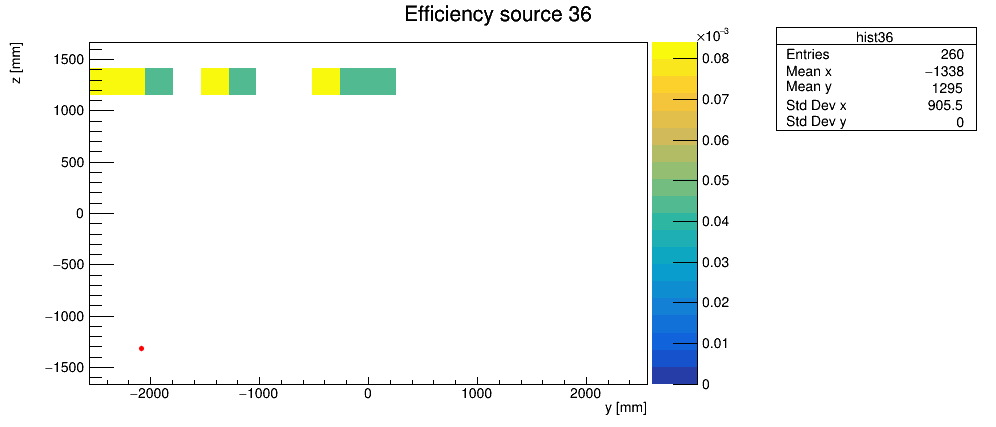 Efficiency source 36
z [mm]
1500
1000
500
0
−500
−1000
−1500
−2000
−1000
0
1000
2000
y [mm]
×10⁻³
0.08
0.07
0.06
0.05
0.04
0.03
0.02
0.01
0
hist36
Entries 260
Mean x −1338
Mean y 1295
Std Dev x 905.5
Std Dev y 0